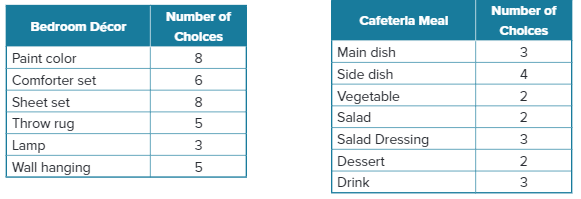 Bedroom Décor Number of Choices
Paint color 8
Comforter set 6
Sheet set 8
Throw rug 5
Lamp 3
Wall hanging 5
Cafeteria Meal Number of Choices
Main dish 3
Side dish 4
Vegetable 2
Salad 2
Salad Dressing 3
Dessert 2
Drink 3